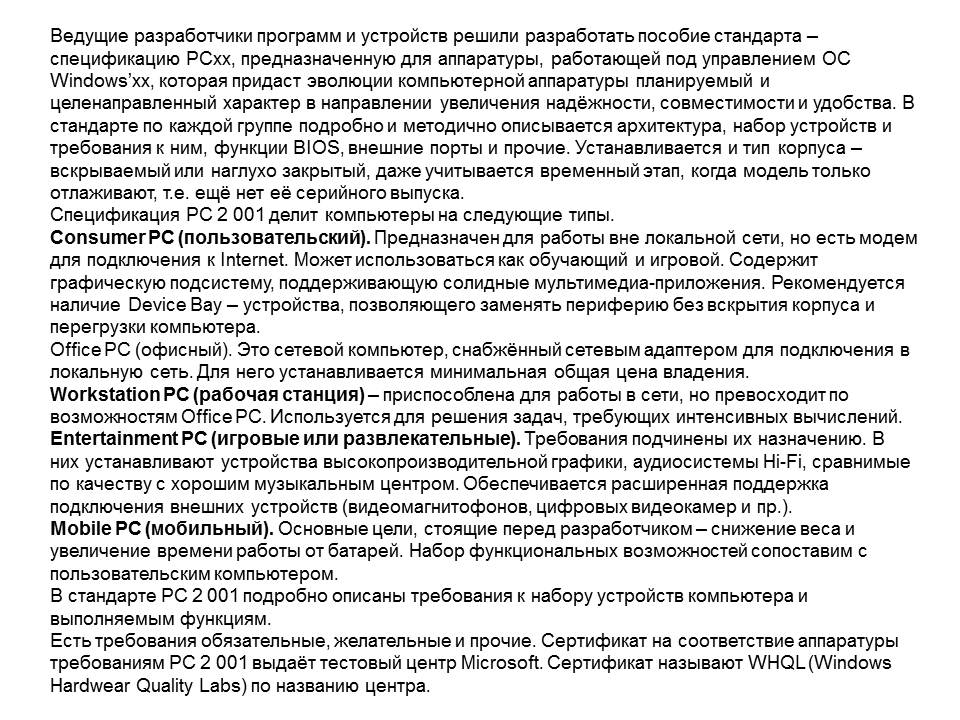 Ведущие разработчики программ и устройств решили разработать пособие стандарта –
спецификацию PCxx, предназначенную для аппаратуры, работающей под управлением ОС
Windows’xx, которая придаст эволюции компьютерной аппаратуры планируемый и
целенаправленный характер в направлении увеличения надёжности, совместимости и удобства. В
стандарте по каждой группе подробно и методично описывается архитектура, набор устройств и
требования к ним, функции BIOS, внешние порты и прочие. Устанавливается и тип корпуса –
вскрываемый или наглухо закрытый, даже учитывается временный этап, когда модель только
отлаживают, т.е. ещё нет её серийного выпуска.
Спецификация PC 2 001 делит компьютеры на следующие типы.
Consumer PC (пользовательский). Предназначен для работы вне локальной сети, но есть модем
для подключения к Internet. Может использоваться как обучающий и игровой. Содержит
графическую подсистему, поддерживающую солидные мультимедиа-приложения. Рекомендуется
наличие Device Bay – устройства, позволяющего заменять периферию без вскрытия корпуса и
перегрузки компьютера.
Office PC (офисный). Это сетевой компьютер, снабжённый сетевым адаптером для подключения в
локальную сеть. Для него устанавливается минимальная общая цена владения.
Workstation PC (рабочая станция) – приспособлена для работы в сети, но превосходит по
возможностям Office PC. Используется для решения задач, требующих интенсивных вычислений.
Entertainment PC (игровые или развлекательные). Требования подчинены их назначению. В
них устанавливают устройства высокопроизводительной графики, аудиосистемы Hi-Fi, сравнимые
по качеству с хорошим музыкальным центром. Обеспечивается расширенная поддержка
подключения внешних устройств (видеомагнитофонов, цифровых видеокамер и пр.).
Mobile PC (мобильный). Основные цели, стоящие перед разработчиком – снижение веса и
увеличение времени работы от батарей. Набор функциональных возможностей сопоставим с
пользовательским компьютером.
В стандарте PC 2 001 подробно описаны требования к набору устройств компьютера и
выполняемым функциям.
Есть требования обязательные, желательные и прочие. Сертификат на соответствие аппаратуры
требованиям PC 2 001 выдаёт тестовый центр Microsoft. Сертификат называют WHQL (Windows
Hardwear Quality Labs) по названию центра.